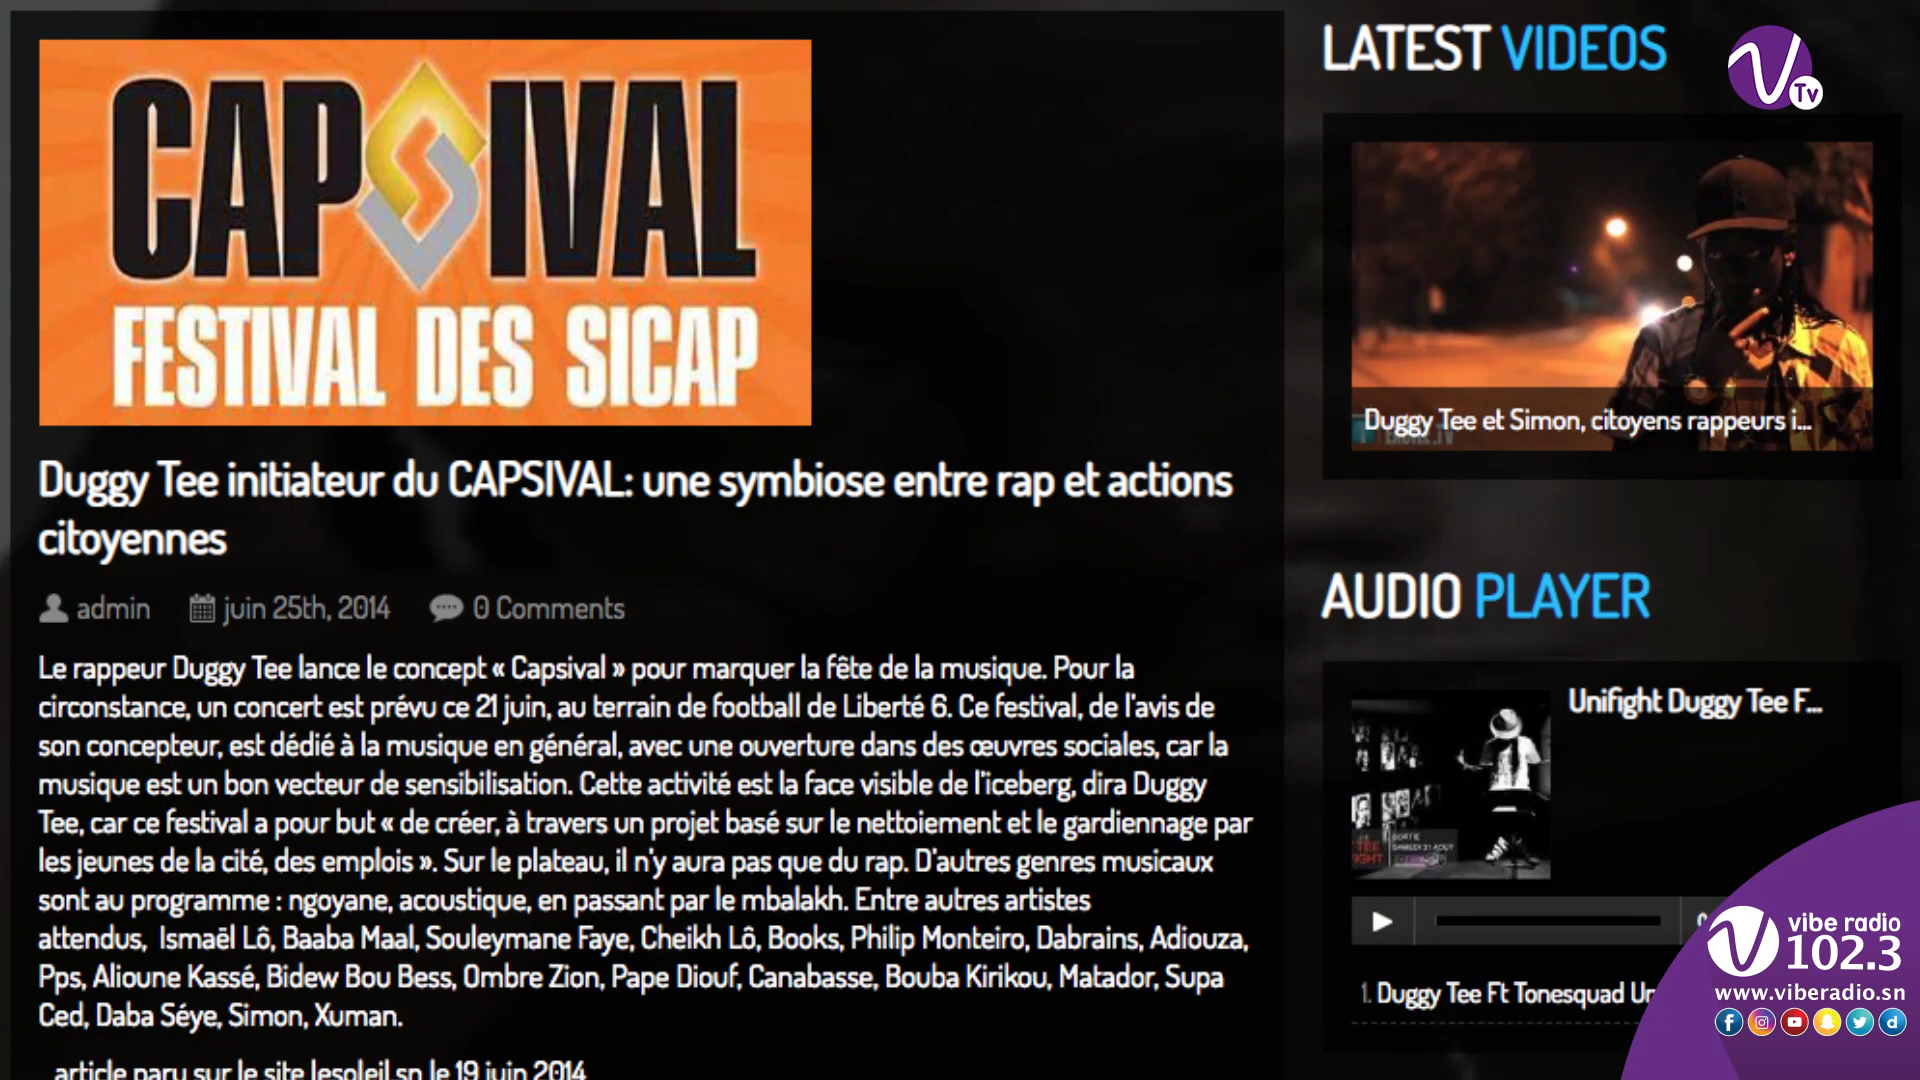 CAPSIVAL
FESTIVAL DES SICAP
Duggy Tee initiateur du CAPSIVAL: une symbiose entre rap et actions
citoyennes
admin juin 25th, 2014 0 Comments
Le rappeur Duggy Tee lance le concept « Capsival » pour marquer la fête de la musique. Pour la
circonstance, un concert est prévu ce 21 juin, au terrain de football de Liberté 6. Ce festival, de l'avis de
son concepteur, est dédié à la musique en général, avec une ouverture dans des œuvres sociales, car la
musique est un bon vecteur de sensibilisation. Cette activité est la face visible de l'iceberg, dira Duggy
Tee, car ce festival a pour but « de créer, à travers un projet basé sur le nettoiement et le gardiennage par
les jeunes de la cité, des emplois ». Sur le plateau, il n'y aura pas que du rap. D'autres genres musicaux
sont au programme : ngoyane, acoustique, en passant par le mbalakh. Entre autres artistes
attendus, Ismaël Lô, Baaba Maal, Souleymane Faye, Cheikh Lô, Books, Philip Monteiro, Dabrains, Adiouza,
Pps, Alioune Kassé, Bidew Bou Bess, Ombre Zion, Pape Diouf, Canabasse, Bouba Kirikou, Matador, Supa
Ced, Daba Séye, Simon, Xuman.
article paru sur le site lesoleil.sn le 19 juin 2014
LATEST VIDEOS
V Tv
Duggy Tee et Simon, citoyens rappeurs i...
AUDIO PLAYER
Unifight Duggy Tee F...
SORTIE
SAMEDI 31 AOUT
1. Duggy Tee Ft Tonesquad Un
vibe radio
102.3
www.viberadio.sn